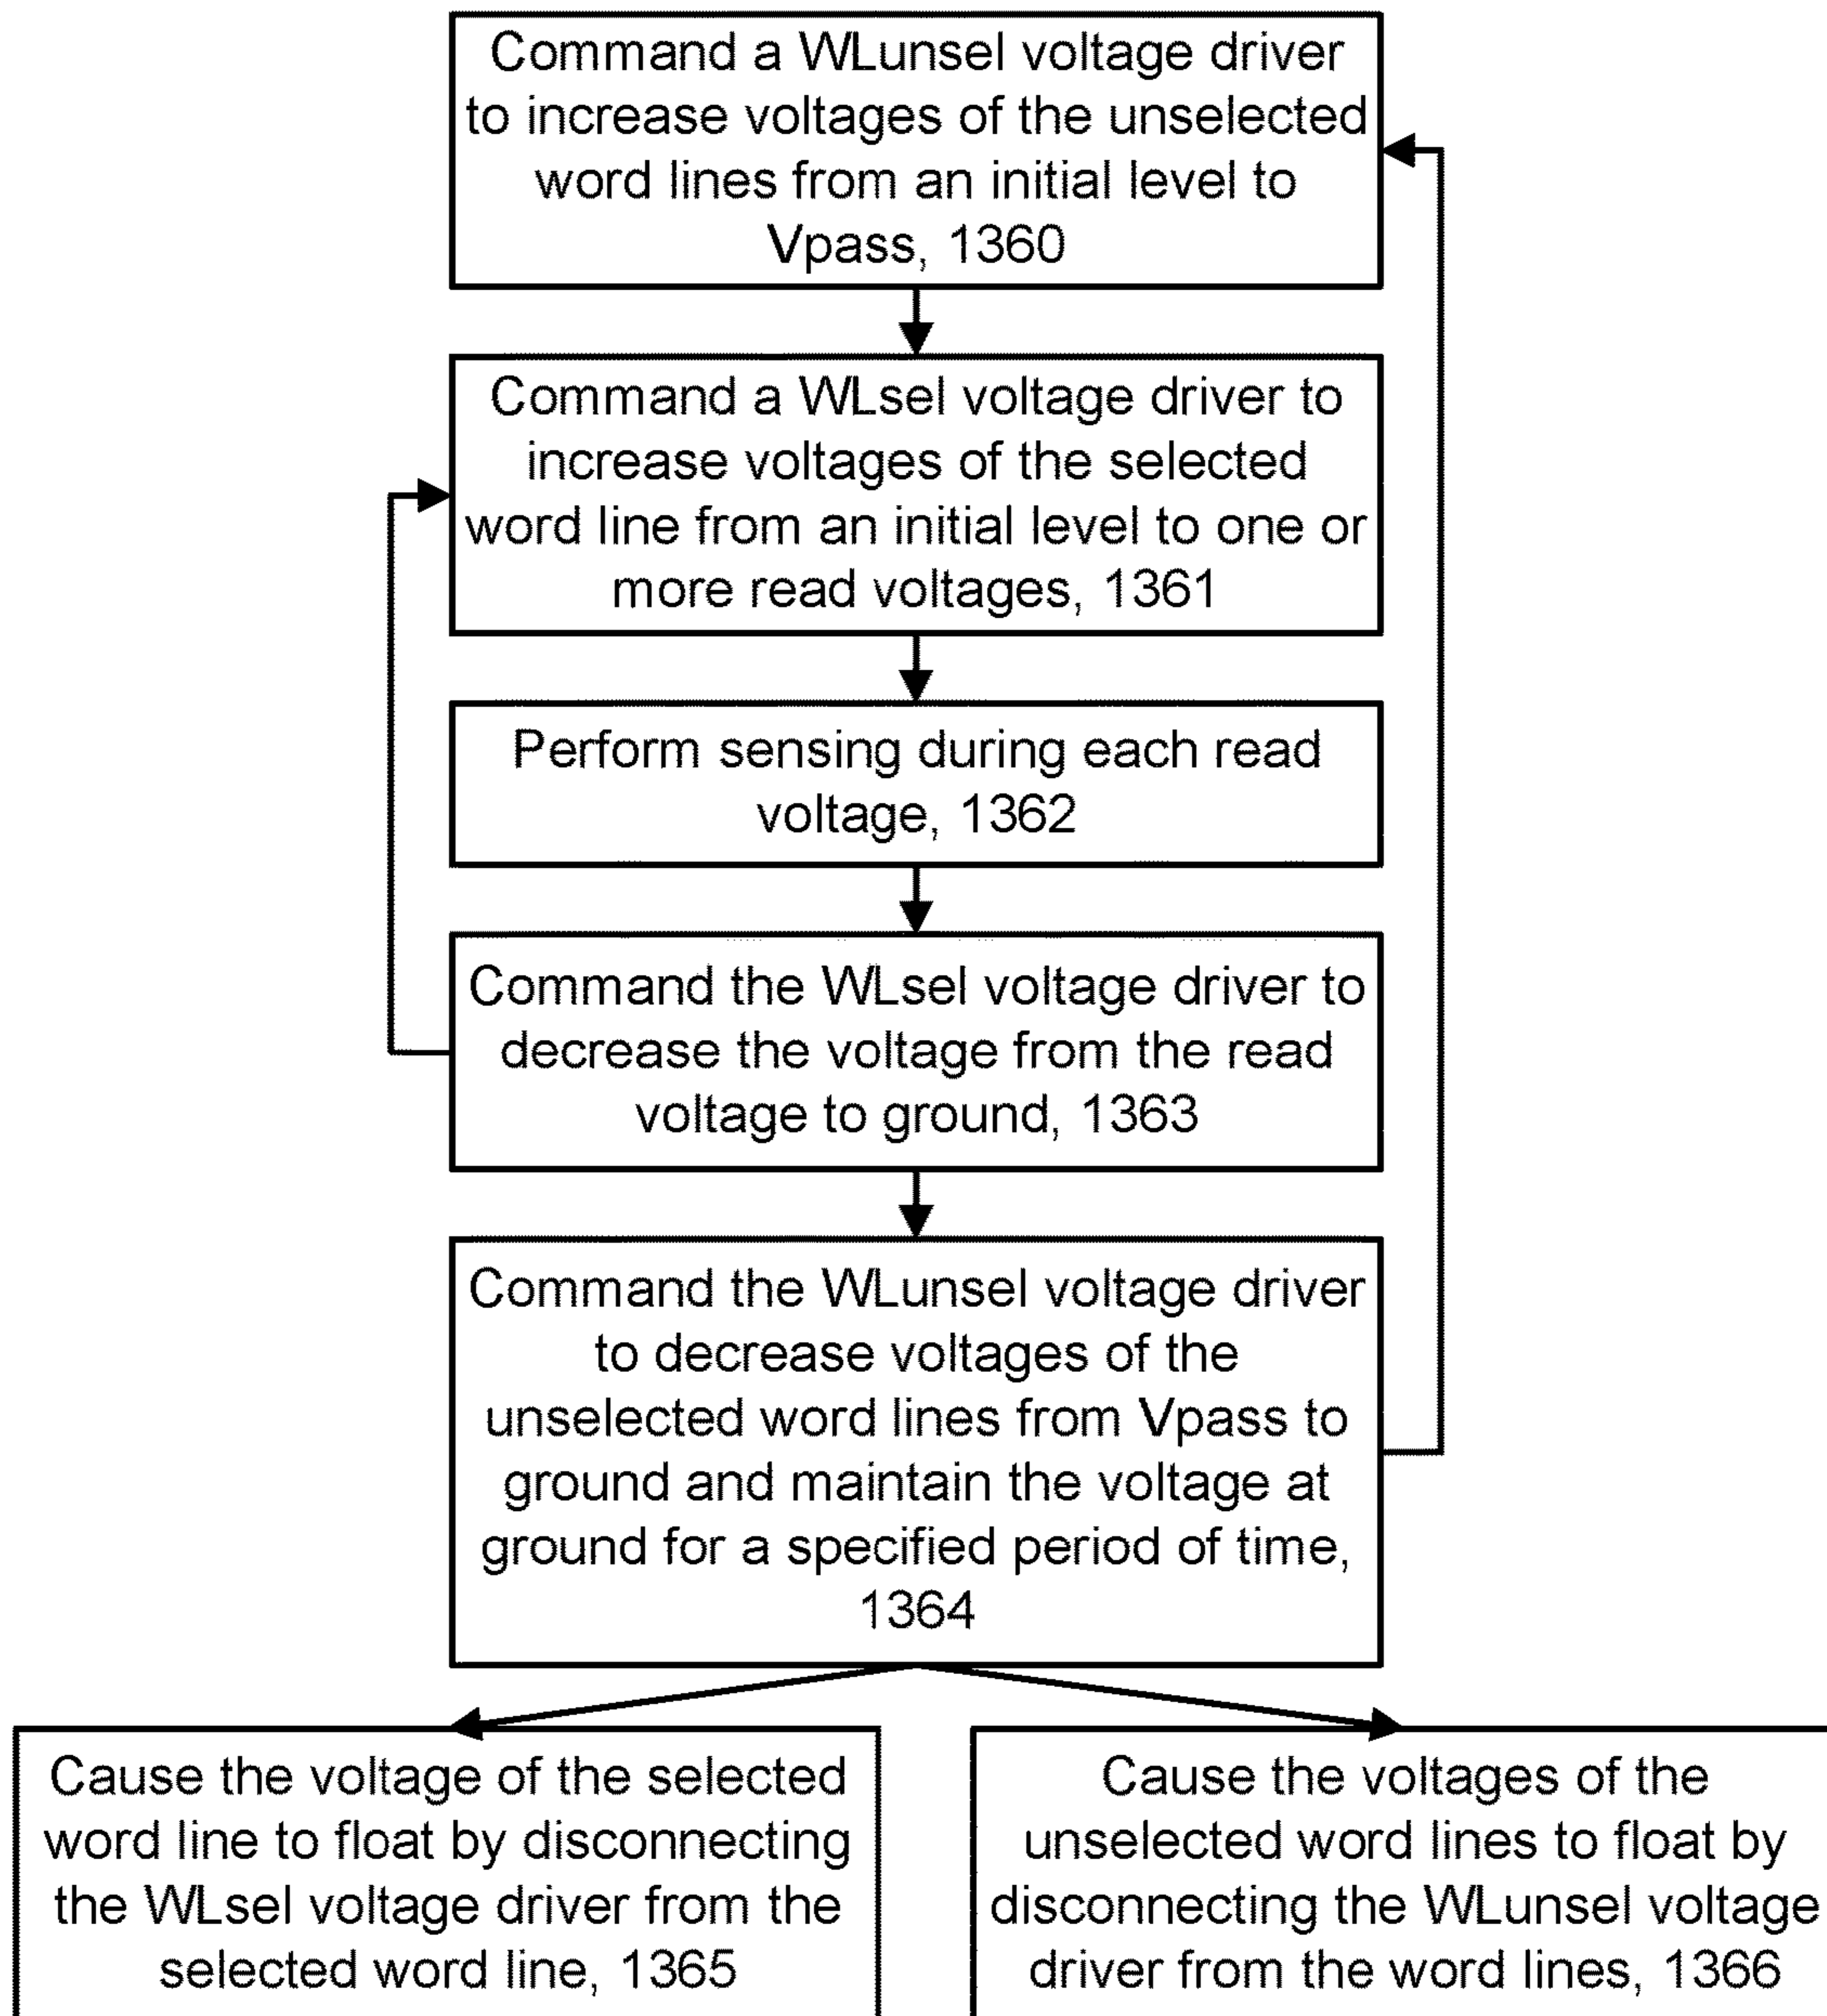 Command a WLunsel voltage driver
to increase voltages of the unselected
word lines from an initial level to
Vpass, 1360
Command a WLsel voltage driver to
increase voltages of the selected
word line from an initial level to one or
more read voltages, 1361
Perform sensing during each read
voltage, 1362
Command the WLsel voltage driver to
decrease the voltage from the read
voltage to ground, 1363
Command the WLunsel voltage driver
to decrease voltages of the
unselected word lines from Vpass to
ground and maintain the voltage at
ground for a specified period of time,
1364
Cause the voltage of the selected
word line to float by disconnecting
the WLsel voltage driver from the
selected word line, 1365
Cause the voltages of the
unselected word lines to float by
disconnecting the WLunsel voltage
driver from the word lines, 1366